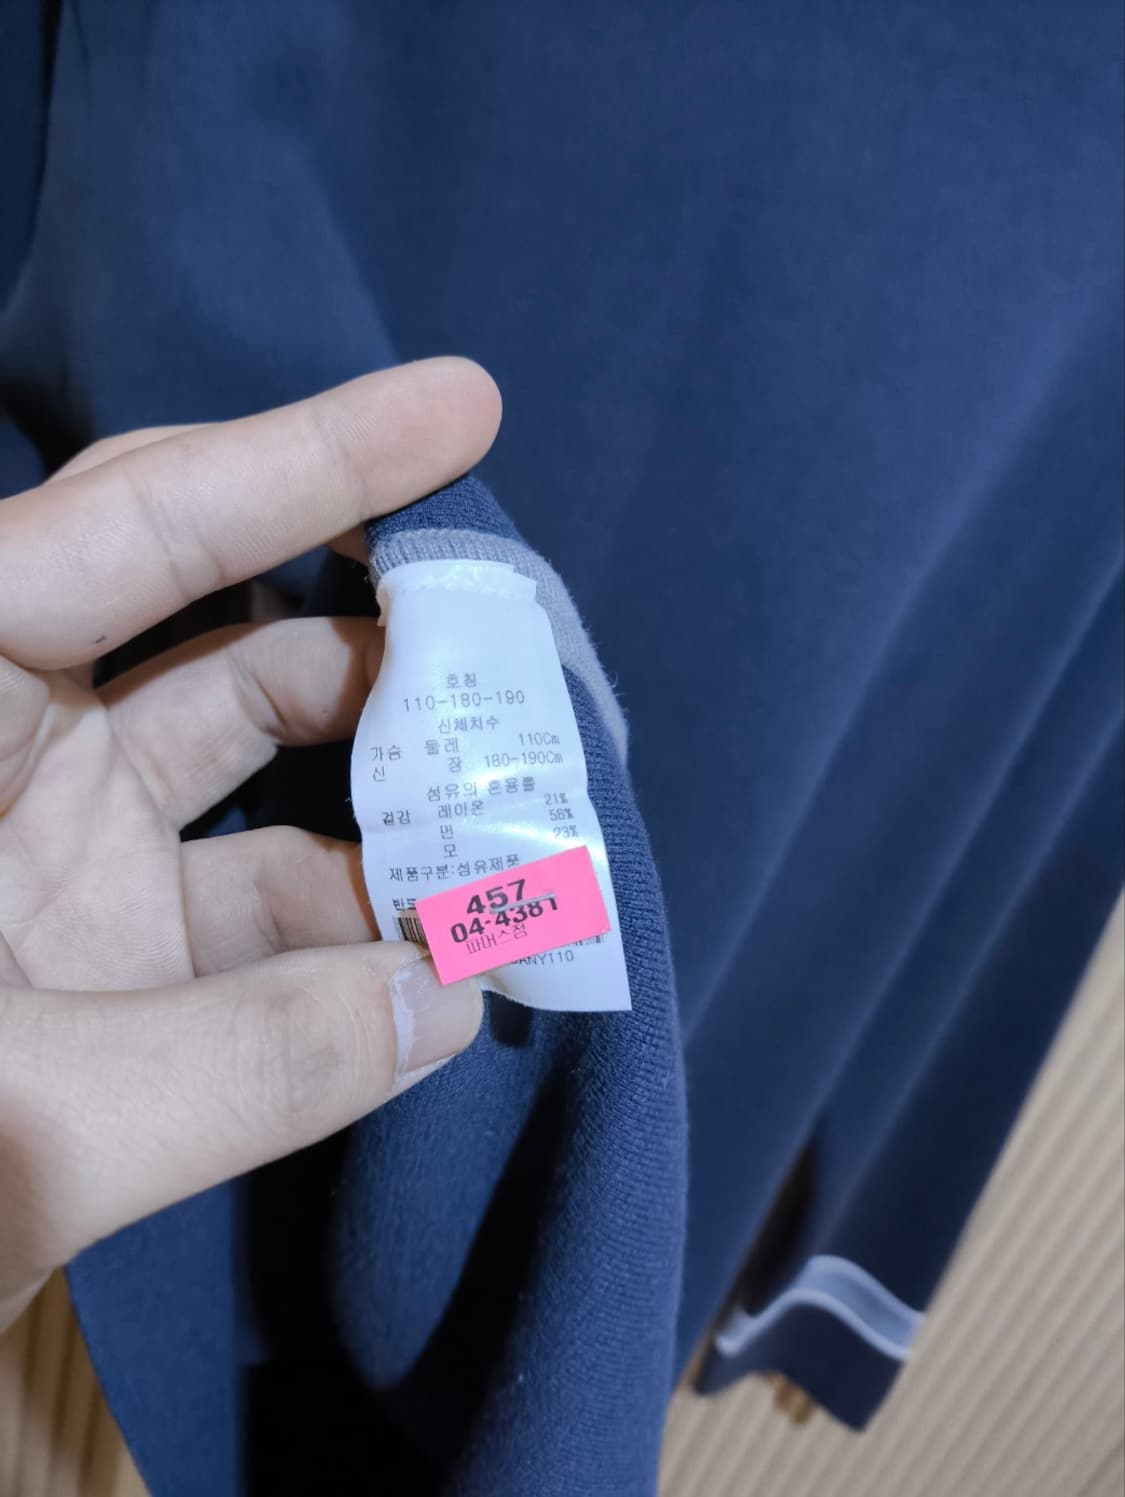 호칭
110-180-190
신체치수
가슴 둘레 110Cm
신 장 180-190Cm
섬유의 혼용률
겉감 레이온 21%
면 56%
모 23%
제품구분:섬유제품
457
04-4381
ANY110